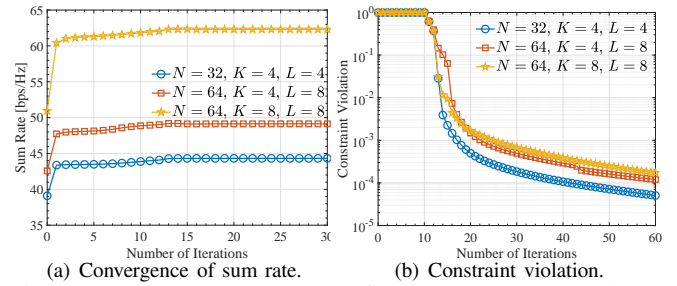 65
60
55
50
45
40
35
Sum Rate [bps/Hz]
N = 32, K = 4, L = 4
N = 64, K = 4, L = 8
N = 64, K = 8, L = 8
0 5 10 15 20 25 30
Number of Iterations
(a) Convergence of sum rate.
10^0
10^-1
10^-2
10^-3
10^-4
10^-5
Constraint Violation
N = 32, K = 4, L = 4
N = 64, K = 4, L = 8
N = 64, K = 8, L = 8
0 10 20 30 40 50 60
Number of Iterations
(b) Constraint violation.